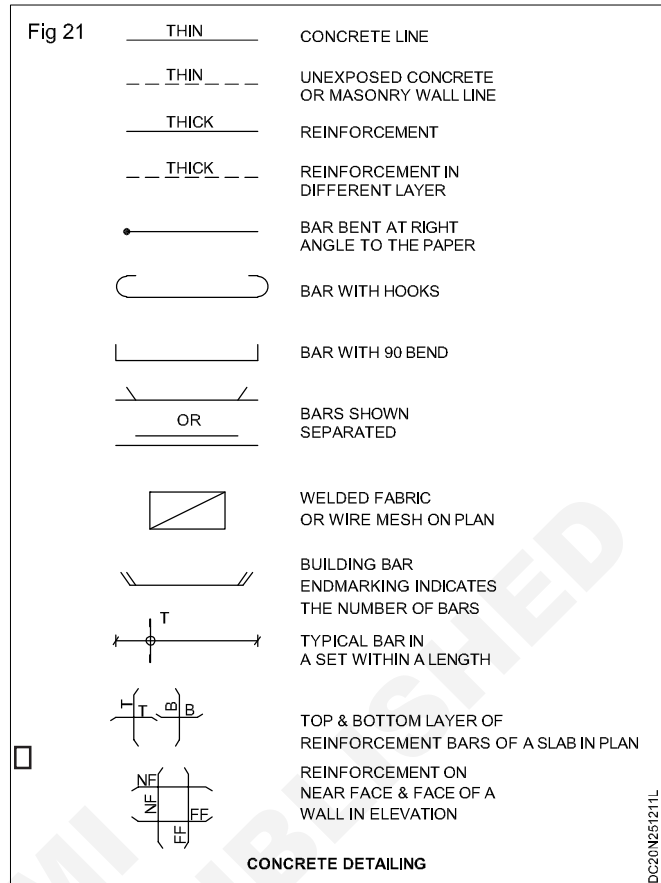 Fig 21
THIN
CONCRETE LINE
THIN
UNEXPOSED CONCRETE
OR MASONRY WALL LINE
THICK
REINFORCEMENT
THICK
REINFORCEMENT IN
DIFFERENT LAYER
BAR BENT AT RIGHT
ANGLE TO THE PAPER
BAR WITH HOOKS
BAR WITH 90 BEND
OR
BARS SHOWN
SEPARATED
WELDED FABRIC
OR WIRE MESH ON PLAN
BUILDING BAR
ENDMARKING INDICATES
THE NUMBER OF BARS
T
TYPICAL BAR IN
A SET WITHIN A LENGTH
T
T
B
B
TOP & BOTTOM LAYER OF
REINFORCEMENT BARS OF A SLAB IN PLAN
NF
NF
FF
FF
REINFORCEMENT ON
NEAR FACE & FACE OF A
WALL IN ELEVATION
CONCRETE DETAILING
DC20N251211L